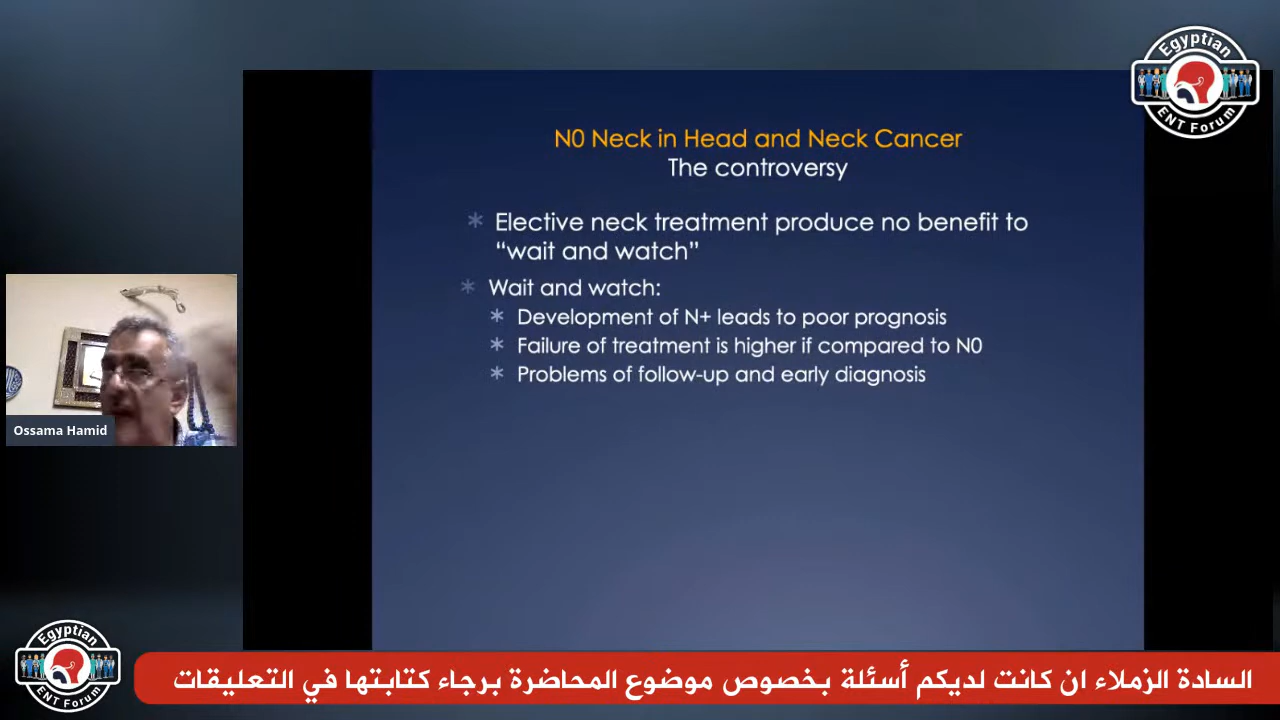 Egyptian
ENT Forum
N0 Neck in Head and Neck Cancer
The controversy
* Elective neck treatment produce no benefit to
“wait and watch”
* Wait and watch:
* Development of N+ leads to poor prognosis
* Failure of treatment is higher if compared to N0
* Problems of follow-up and early diagnosis
Ossama Hamid
Egyptian
ENT Forum
السادة الزملاء ان كانت لديكم أسئلة بخصوص موضوع المحاضرة برجاء كتابتها في التعليقات